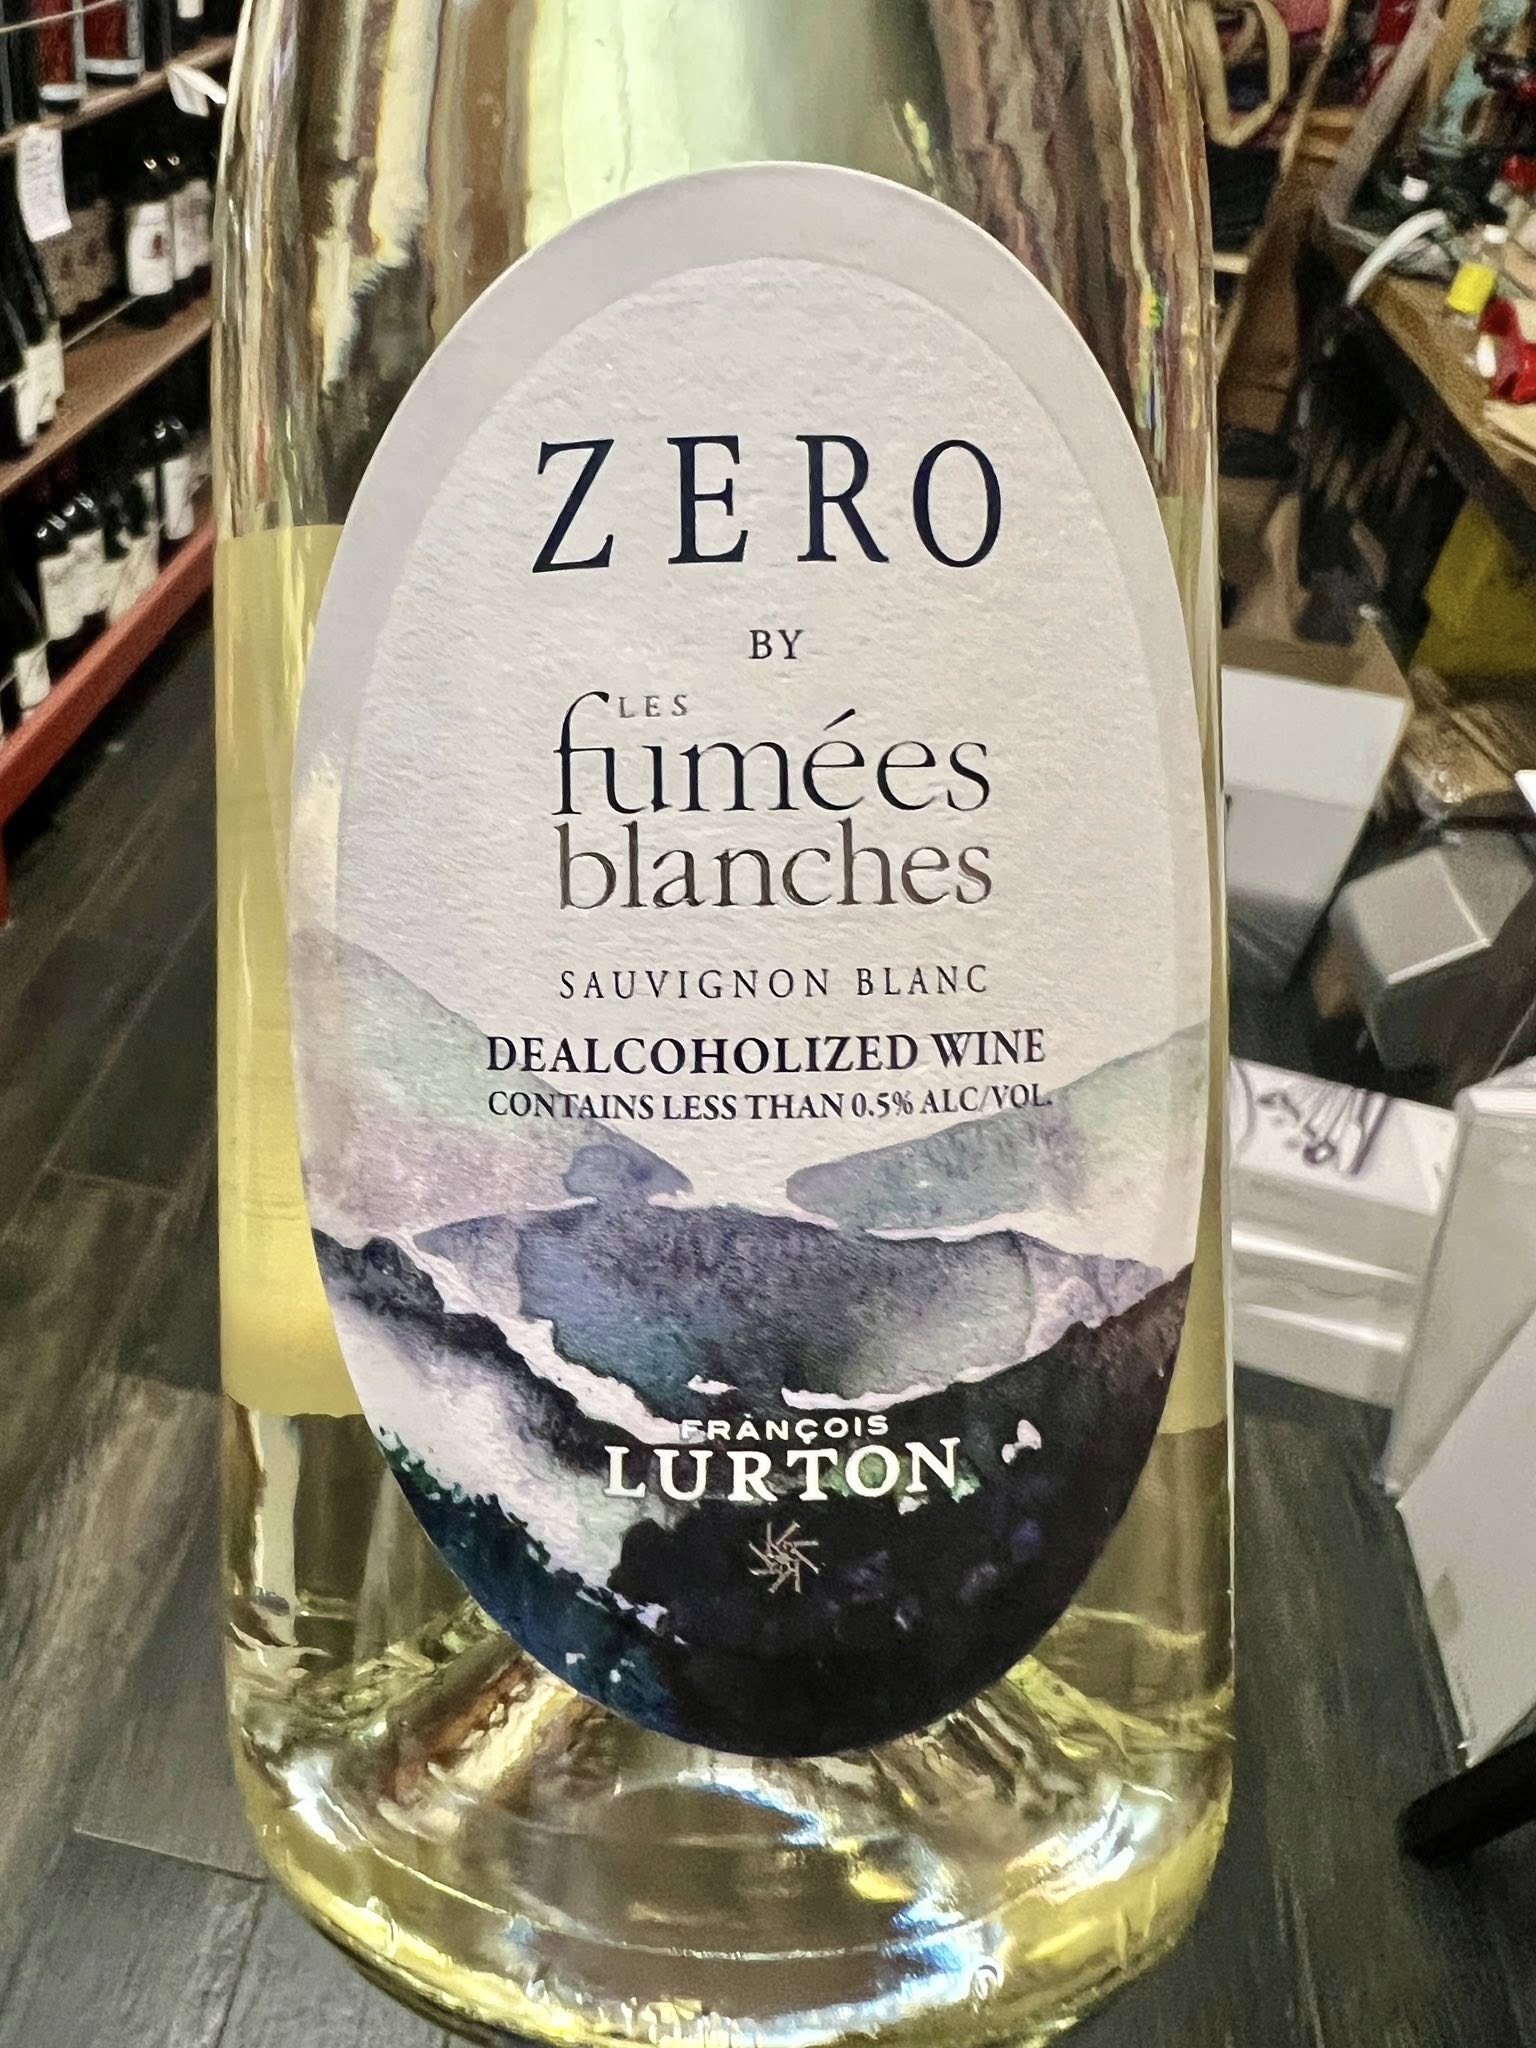 ZERO
BY
LES
fumées
blanches
SAUVIGNON BLANC
DEALCOHOLIZED WINE
CONTAINS LESS THAN 0.5% ALC/VOL.
FRANÇOIS
LURTON